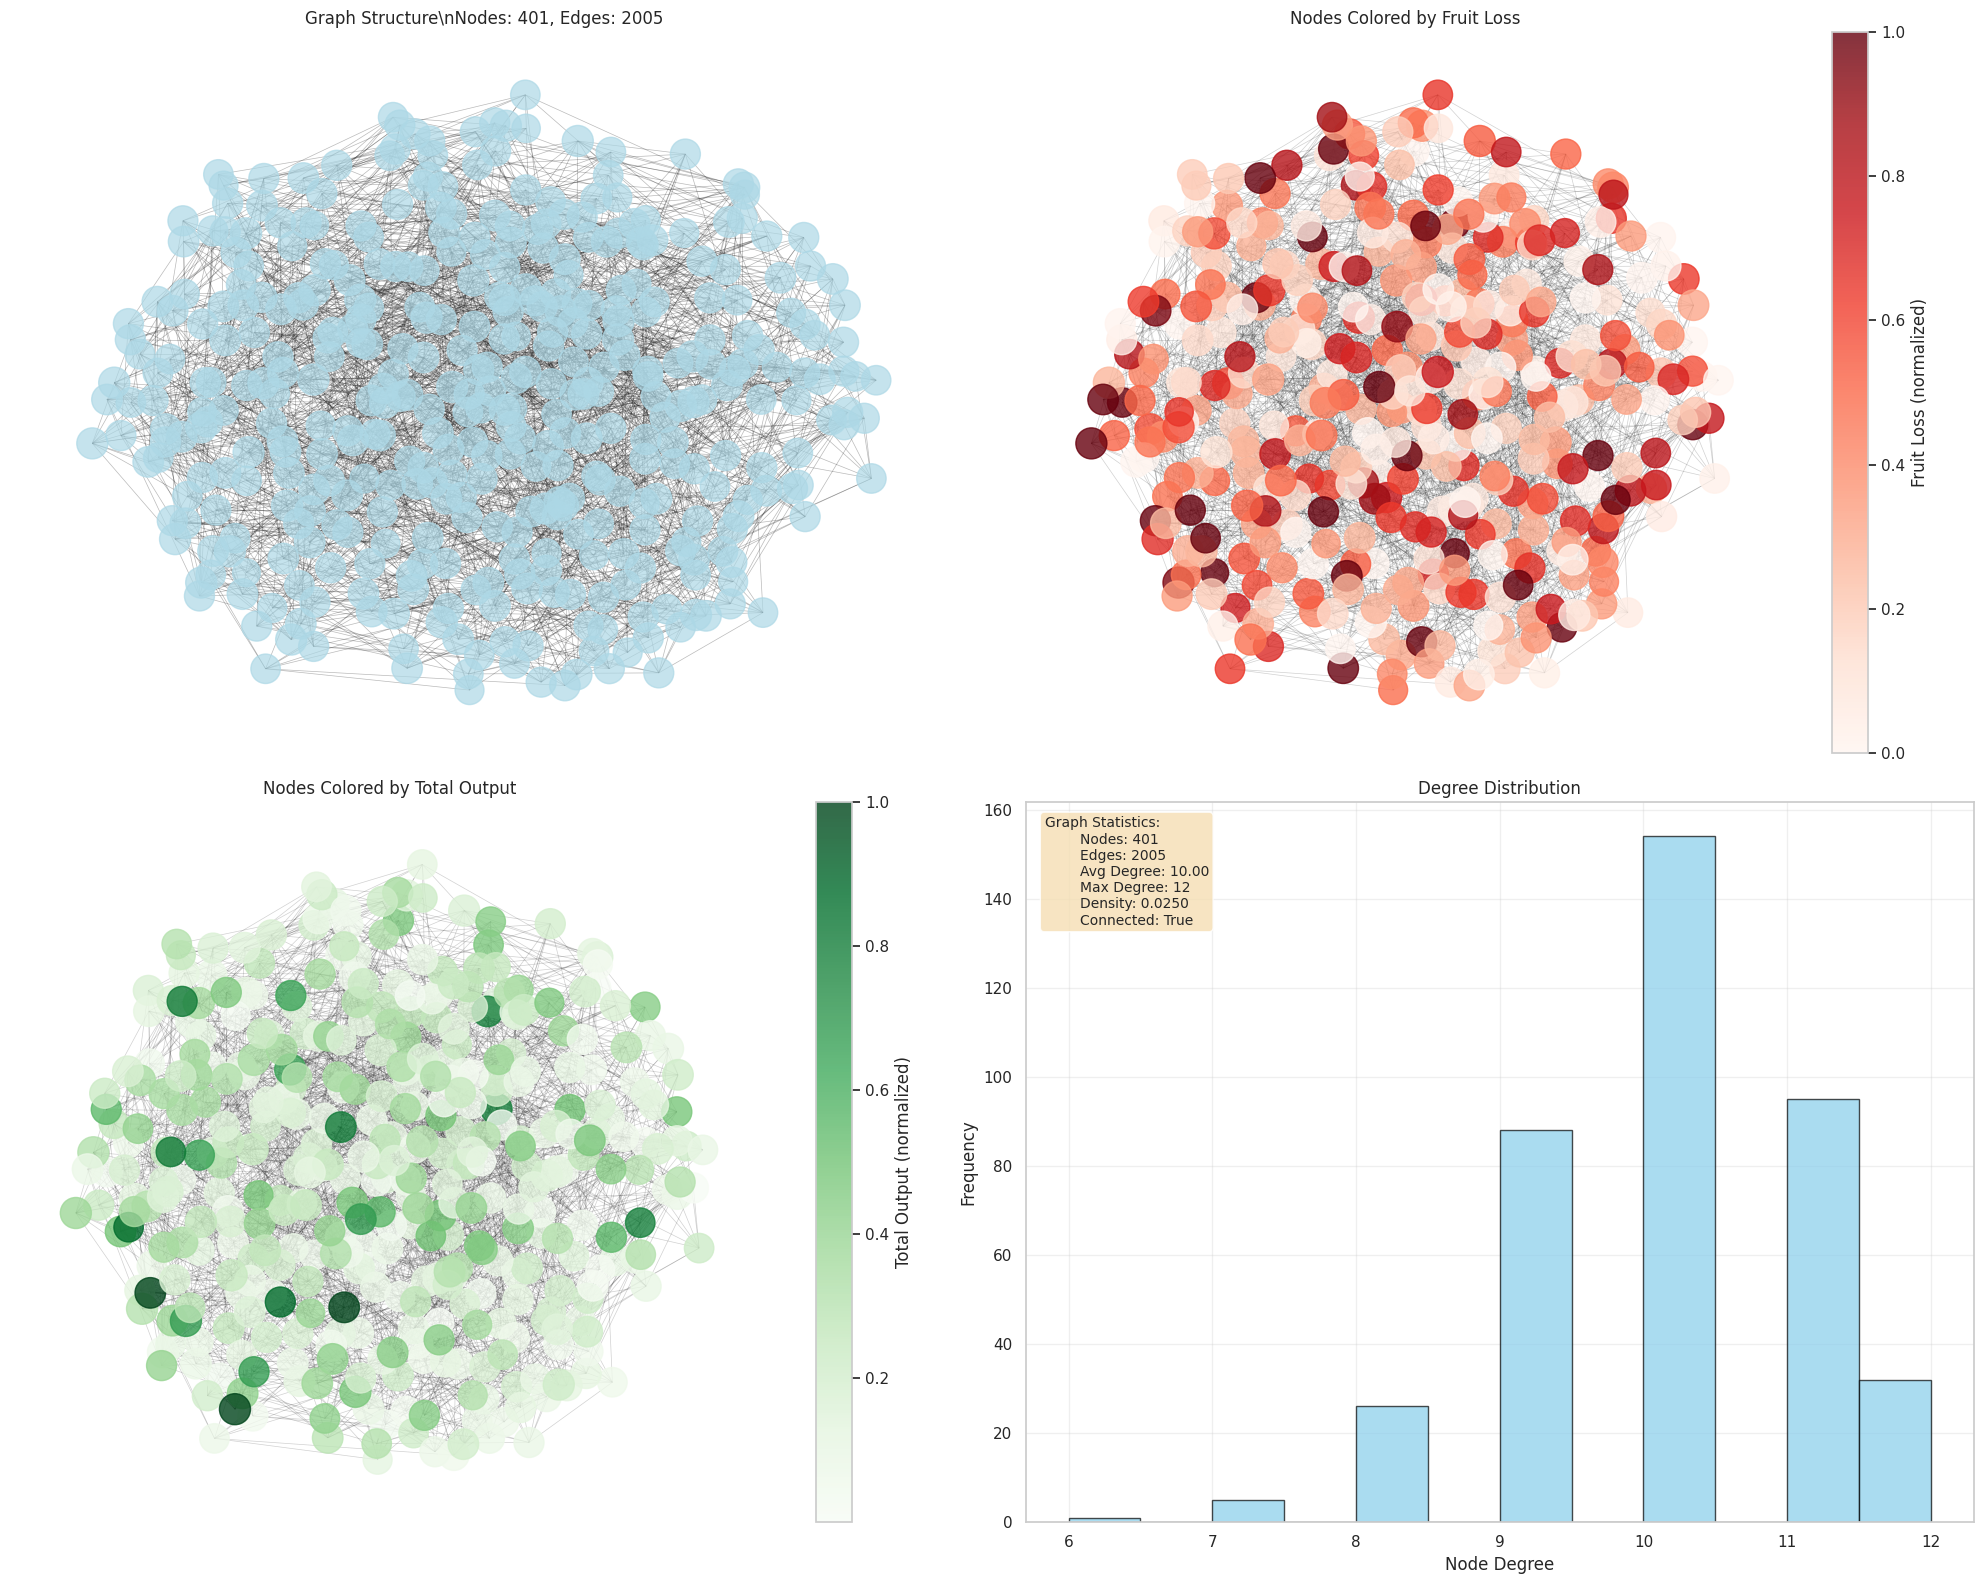 Graph Structure\nNodes: 401, Edges: 2005
Nodes Colored by Fruit Loss
1.0
0.8
0.6
0.4
0.2
0.0
Fruit Loss (normalized)
Nodes Colored by Total Output
1.0
0.8
0.6
0.4
0.2
Total Output (normalized)
Degree Distribution
160
140
120
100
80
60
40
20
0
Frequency
Graph Statistics:
Nodes: 401
Edges: 2005
Avg Degree: 10.00
Max Degree: 12
Density: 0.0250
Connected: True
6 7 8 9 10 11 12
Node Degree